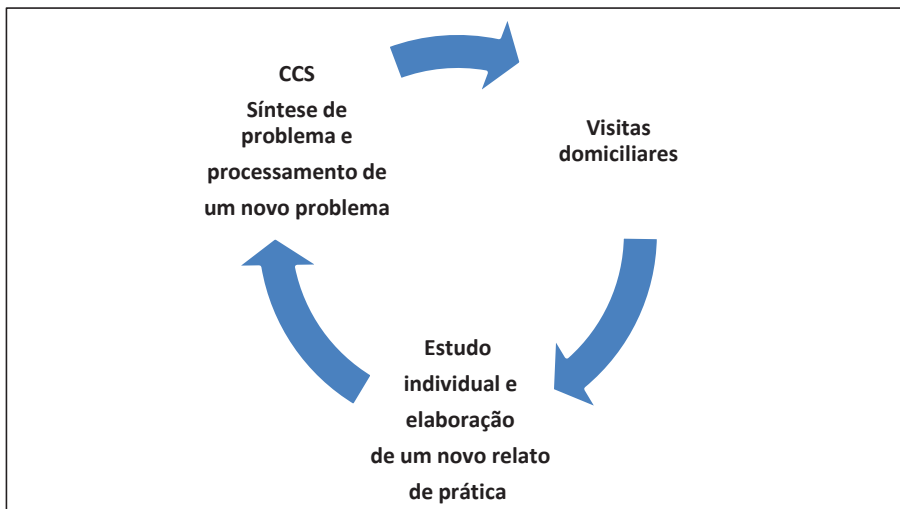 CCS
Síntese de
problema e
processamento de
um novo problema
Visitas
domiciliares
Estudo
individual e
elaboração
de um novo relato
de prática